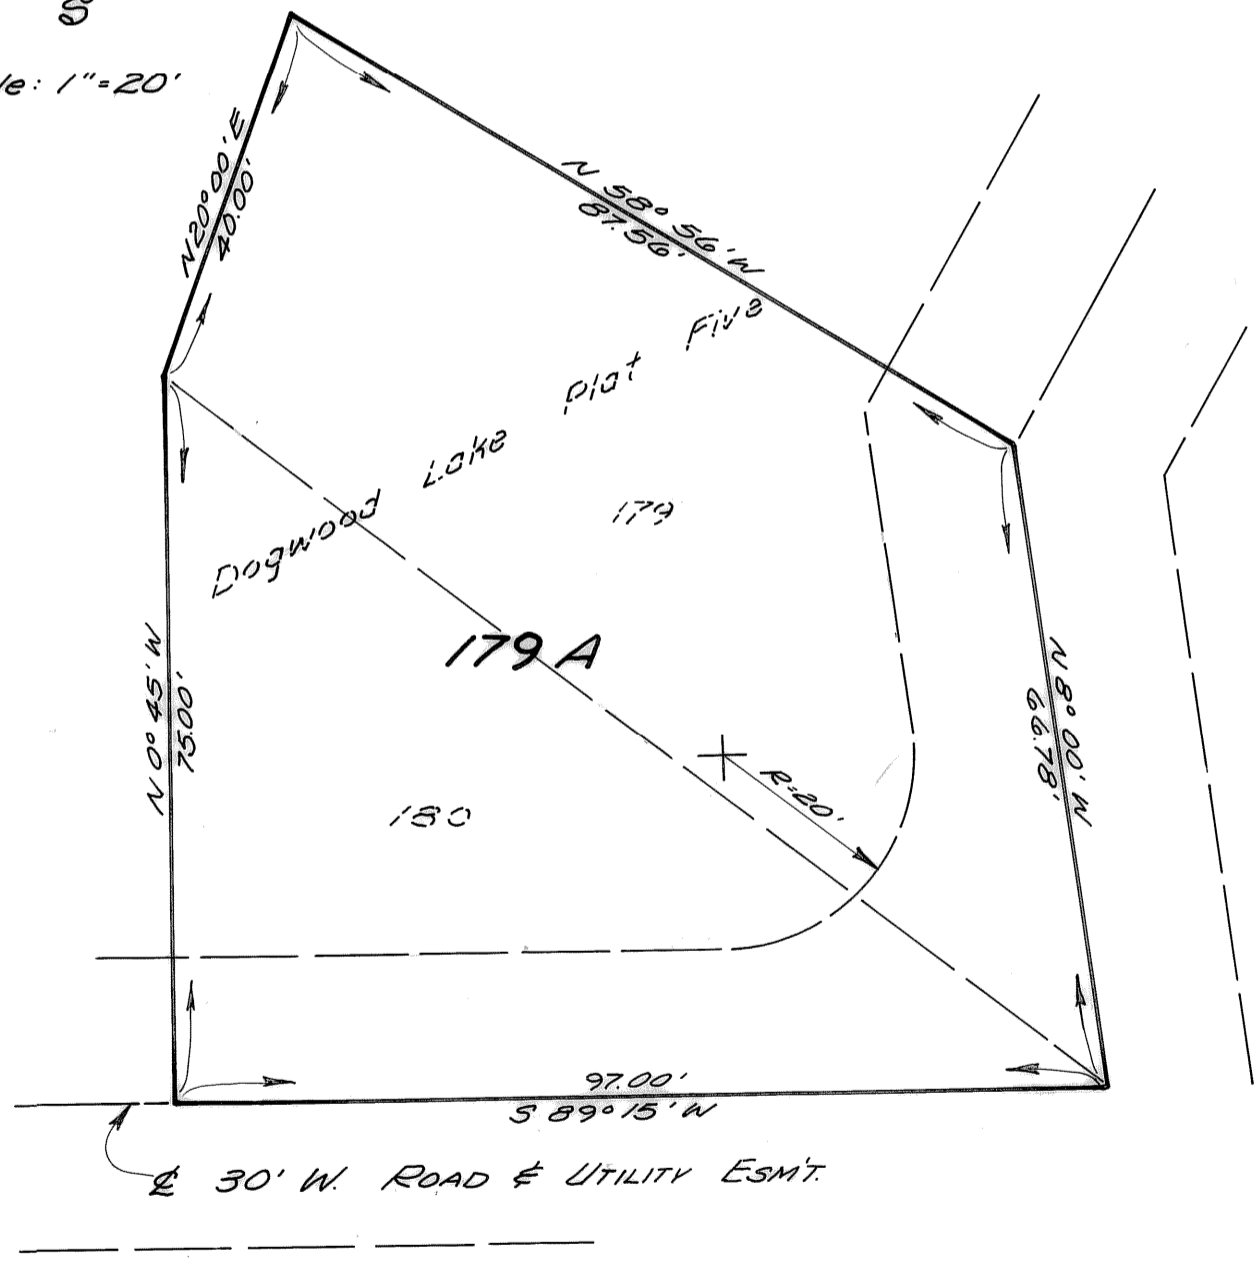 S
le: 1"=20'
N20°00'E
40.00'
N 58° 56' W
87.56'
Dogwood Lake Plat Five
179
179 A
N 0° 45' W
75.00'
N 8° 00' W
66.78'
R=20'
180
97.00'
S 89° 15' W
℄ 30' W. ROAD & UTILITY ESM'T.